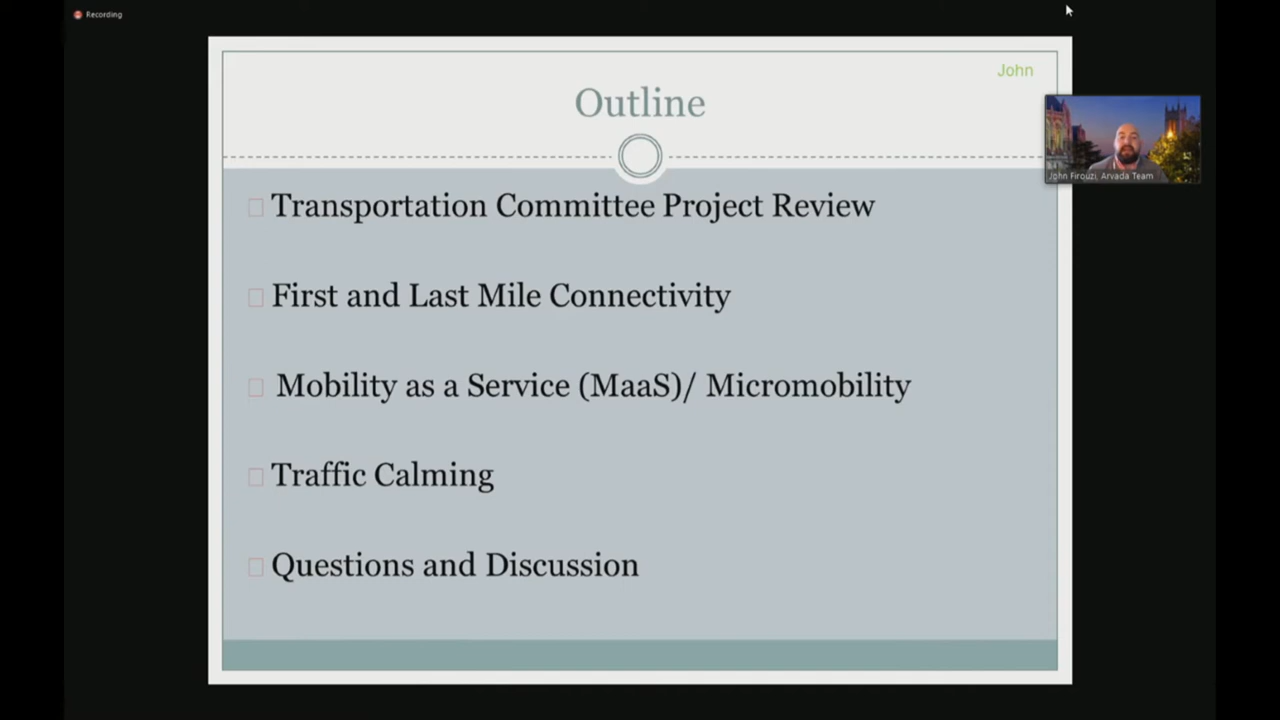 Recording
John
Outline
John Firouzi, Arvada Team
Transportation Committee Project Review
First and Last Mile Connectivity
Mobility as a Service (MaaS)/ Micromobility
Traffic Calming
Questions and Discussion